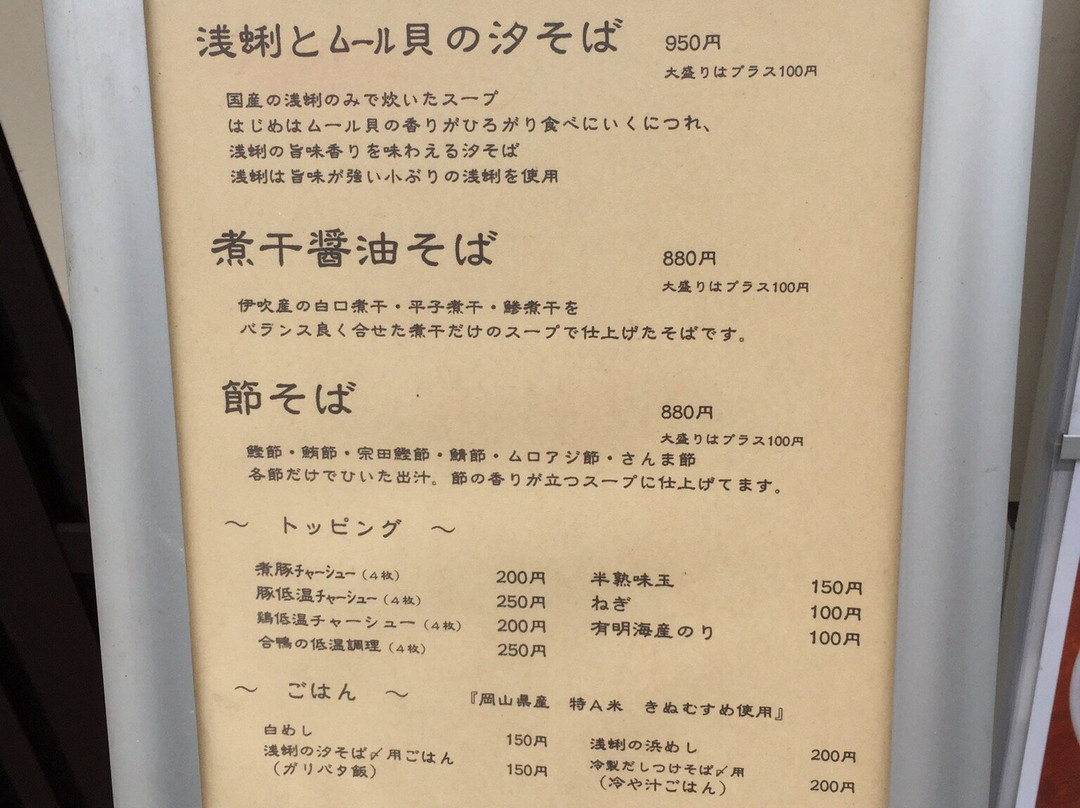 浅蜊とムール貝の汐そば 950円
大盛りはプラス100円
国産の浅蜊のみで炊いたスープ
はじめはムール貝の香りがひろがり食べにいくにつれ、
浅蜊の旨味香りを味わえる汐そば
浅蜊は旨味が強い小ぶりの浅蜊を使用
煮干醤油そば 880円
大盛りはプラス100円
伊吹産の白口煮干・平子煮干・鯵煮干を
バランス良く合せた煮干だけのスープで仕上げたそばです。
節そば 880円
大盛りはプラス100円
鰹節・鮪節・宗田鰹節・鯖節・ムロアジ節・さんま節
各節だけでひいた出汁。節の香りが立つスープに仕上げてます。
〜 トッピング 〜
煮豚チャーシュー(4枚) 200円
豚低温チャーシュー(4枚) 250円
鶏低温チャーシュー(4枚) 200円
合鴨の低温調理(4枚) 250円
半熟味玉 150円
ねぎ 100円
有明海産のり 100円
〜 ごはん 〜 『岡山県産 特A米 きぬむすめ使用』
白めし 150円
浅蜊の汐そば〆用ごはん
(ガリバタ飯) 150円
浅蜊の浜めし 200円
冷製だしつけそば〆用
(冷や汁ごはん) 200円